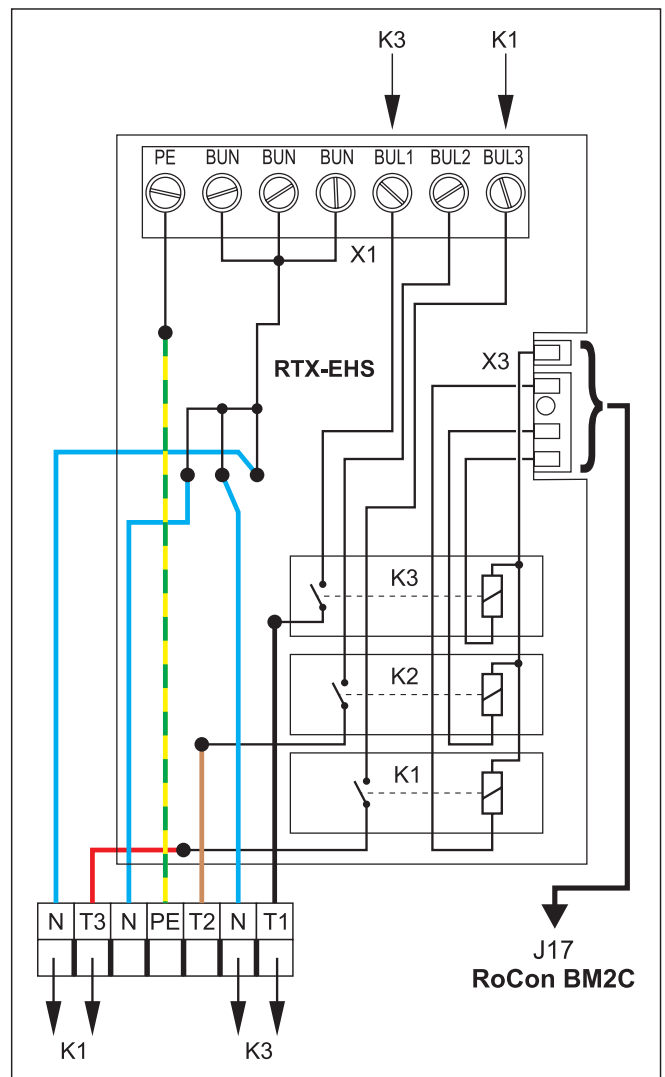 K3 K1
PE BUN BUN BUN BUL1 BUL2 BUL3
X1
RTX-EHS
X3
K3
K2
K1
N T3 N PE T2 N T1
J17
RoCon BM2C
K1 K3